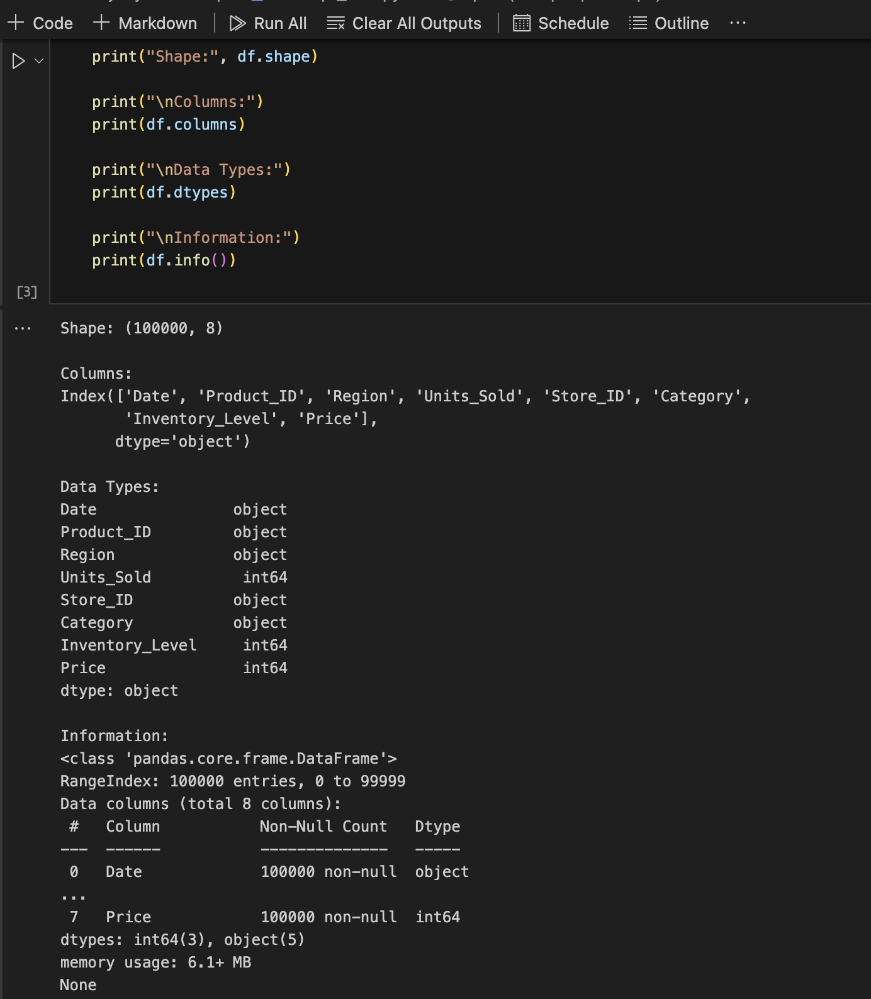 Code Markdown Run All Clear All Outputs Schedule Outline ...
print("Shape:", df.shape)
print("\nColumns:")
print(df.columns)
print("\nData Types:")
print(df.dtypes)
print("\nInformation:")
print(df.info())
[3]
... Shape: (100000, 8)
Columns:
Index(['Date', 'Product_ID', 'Region', 'Units_Sold', 'Store_ID', 'Category',
       'Inventory_Level', 'Price'],
      dtype='object')
Data Types:
Date               object
Product_ID         object
Region             object
Units_Sold          int64
Store_ID           object
Category           object
Inventory_Level     int64
Price               int64
dtype: object
Information:
<class 'pandas.core.frame.DataFrame'>
RangeIndex: 100000 entries, 0 to 99999
Data columns (total 8 columns):
 #   Column           Non-Null Count   Dtype
---  ------           --------------   -----
 0   Date             100000 non-null  object
...
 7   Price            100000 non-null  int64
dtypes: int64(3), object(5)
memory usage: 6.1+ MB
None